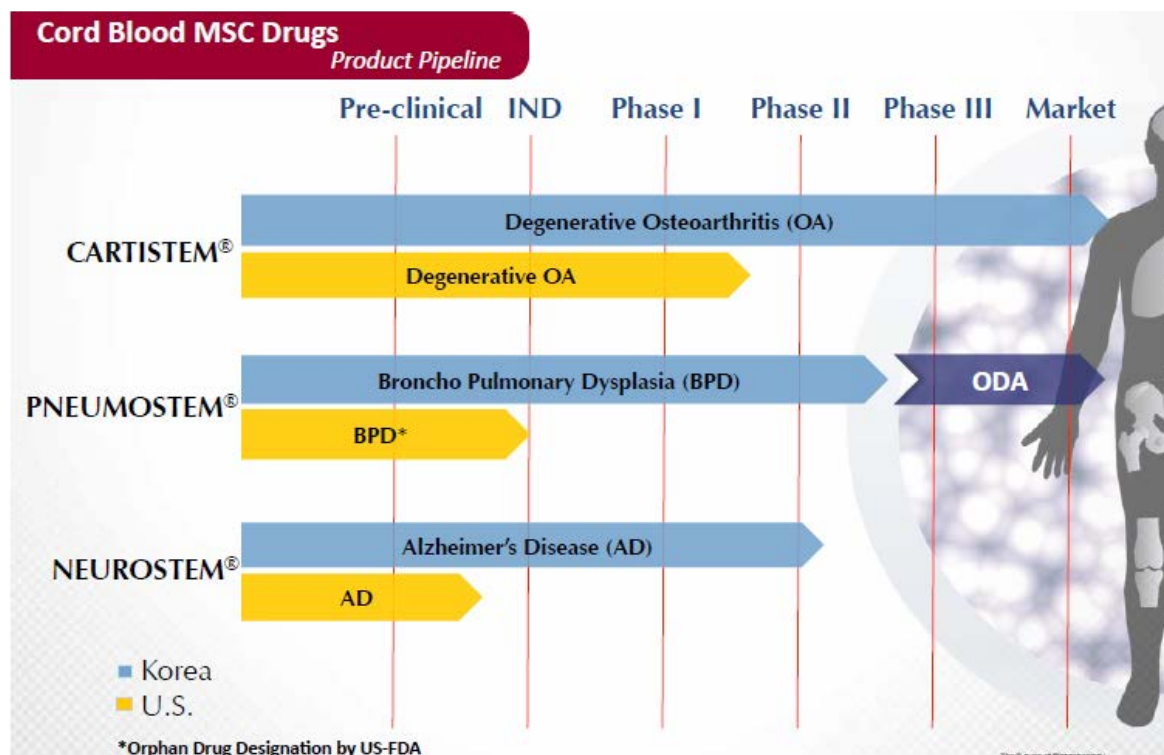 Cord Blood MSC Drugs
Product Pipeline
Pre-clinical IND Phase I Phase II Phase III Market
Degenerative Osteoarthritis (OA)
CARTISTEM®
Degenerative OA
Broncho Pulmonary Dysplasia (BPD) ODA
PNEUMOSTEM®
BPD*
Alzheimer's Disease (AD)
NEUROSTEM®
AD
Korea
U.S.
*Orphan Drug Designation by US-FDA